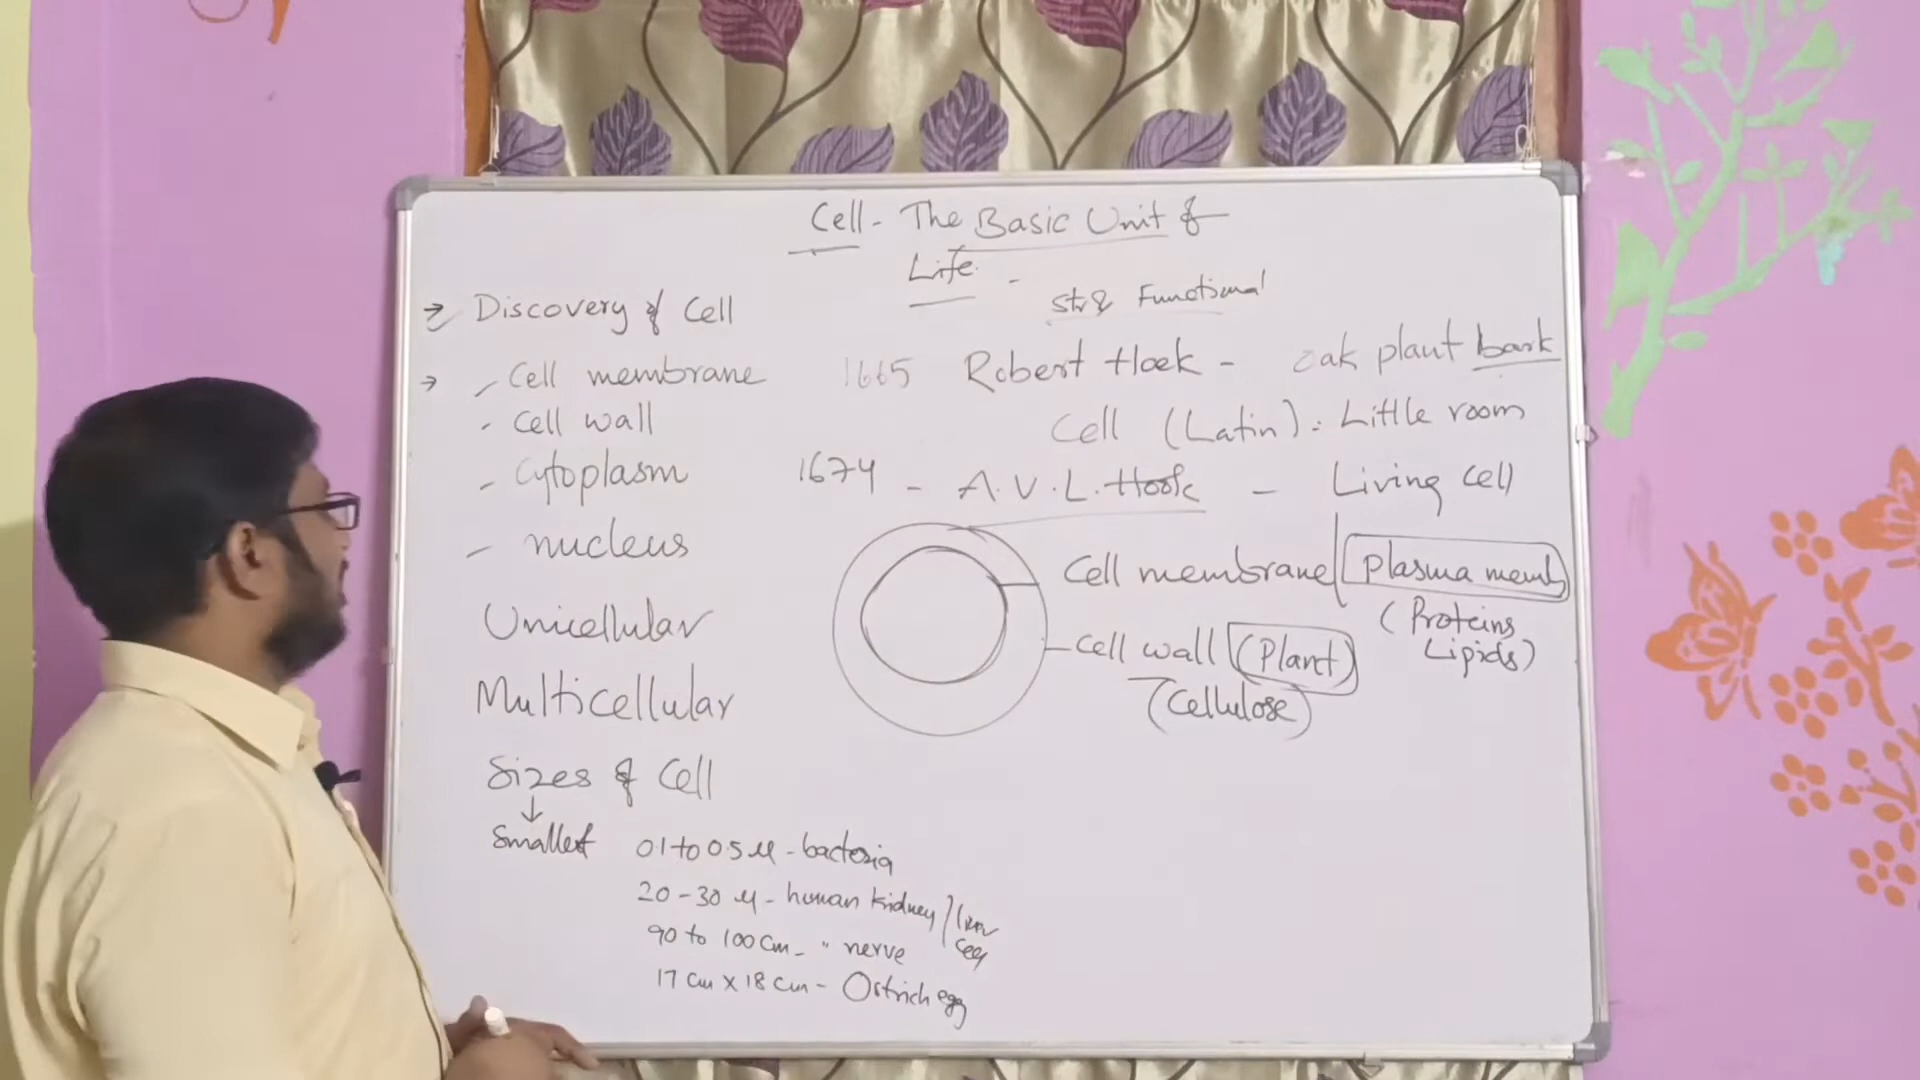 Cell - The Basic Unit of
Life -
Str & Functional
→ Discovery of Cell
→ - Cell membrane
- Cell wall
- Cytoplasm
- nucleus
Unicellular
Multicellular
Sizes of Cell
↓
Smallest 0.1 to 0.5 µ - bacteria
20 - 30 µ - human kidney / liver
cell
90 to 100 cm - " nerve
17 cm x 18 cm - Ostrich egg
1665 Robert Hook - oak plant bark
Cell (Latin) : Little room
1674 - A.V.L. Hook - Living cell
Cell membrane | Plasma memb
(Proteins
Lipids)
- Cell wall (Plant)
(Cellulose)